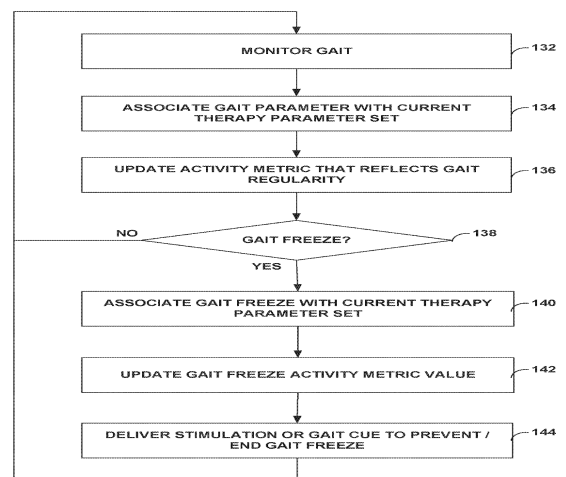 MONITOR GAIT
132
ASSOCIATE GAIT PARAMETER WITH CURRENT
THERAPY PARAMETER SET
134
UPDATE ACTIVITY METRIC THAT REFLECTS GAIT
REGULARITY
136
NO
GAIT FREEZE?
138
YES
ASSOCIATE GAIT FREEZE WITH CURRENT THERAPY
PARAMETER SET
140
UPDATE GAIT FREEZE ACTIVITY METRIC VALUE
142
DELIVER STIMULATION OR GAIT CUE TO PREVENT /
END GAIT FREEZE
144